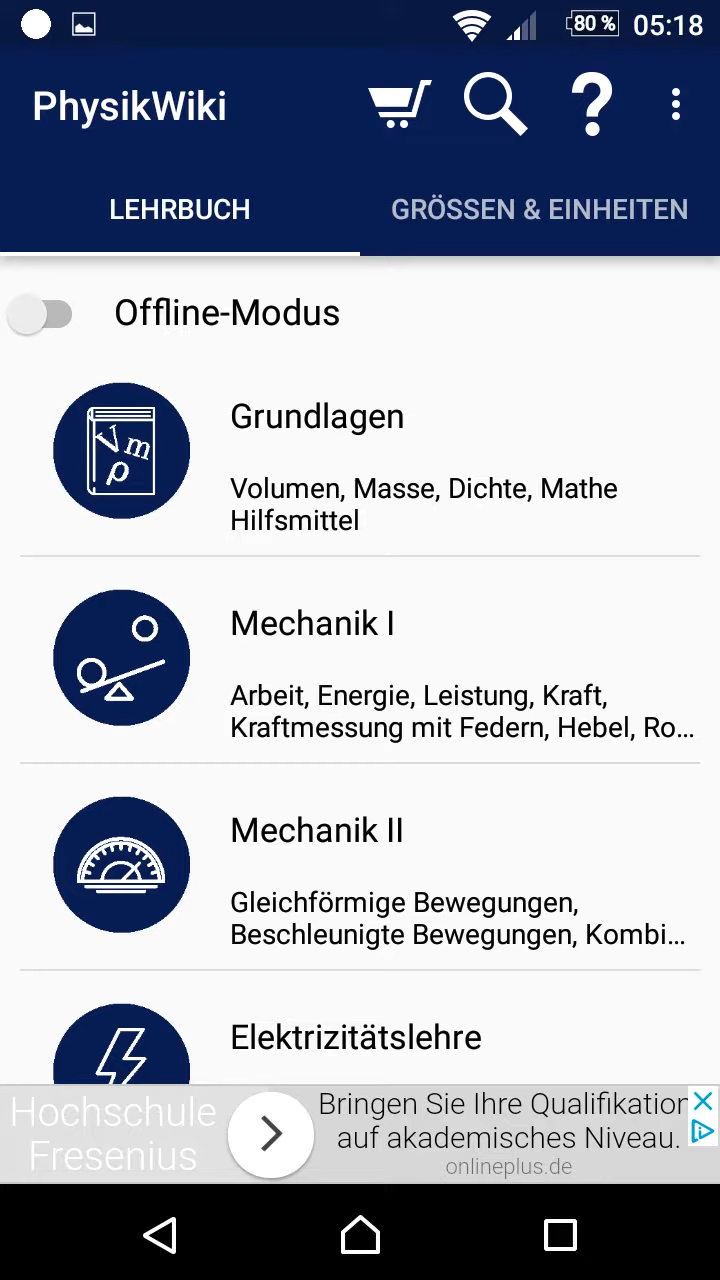 80 % 05:18
PhysikWiki
LEHRBUCH GRÖSSEN & EINHEITEN
Offline-Modus
V m
ρ
Grundlagen
Volumen, Masse, Dichte, Mathe
Hilfsmittel
Mechanik I
Arbeit, Energie, Leistung, Kraft,
Kraftmessung mit Federn, Hebel, Ro...
Mechanik II
Gleichförmige Bewegungen,
Beschleunigte Bewegungen, Kombi...
Elektrizitätslehre
Hochschule
Fresenius
Bringen Sie Ihre Qualifikation
auf akademisches Niveau.
onlineplus.de